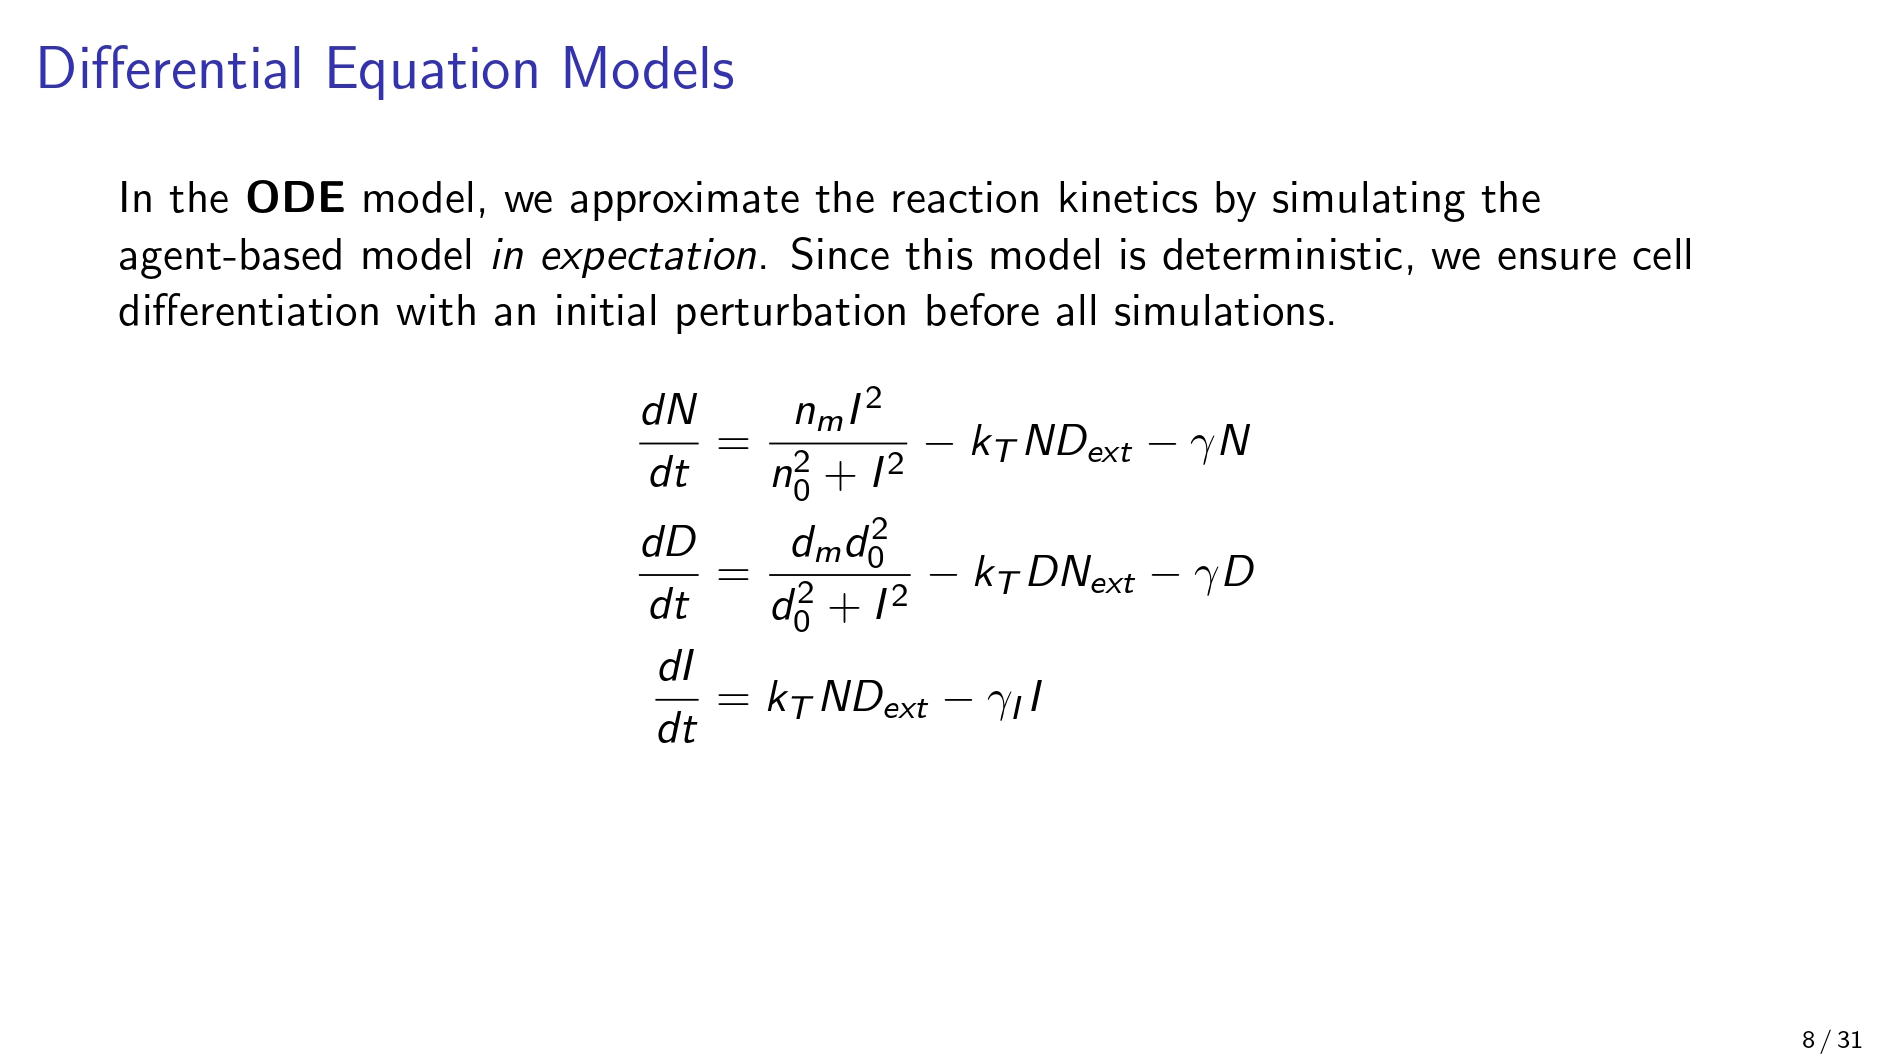 Differential Equation Models
In the ODE model, we approximate the reaction kinetics by simulating the
agent-based model in expectation. Since this model is deterministic, we ensure cell
differentiation with an initial perturbation before all simulations.
\frac{dN}{dt} = \frac{n_m I^2}{n_0^2 + I^2} − k_T N D_{ext} − γN
\frac{dD}{dt} = \frac{d_m d_0^2}{d_0^2 + I^2} − k_T D N_{ext} − γD
\frac{dI}{dt} = k_T N D_{ext} − γ_I I
8 / 31